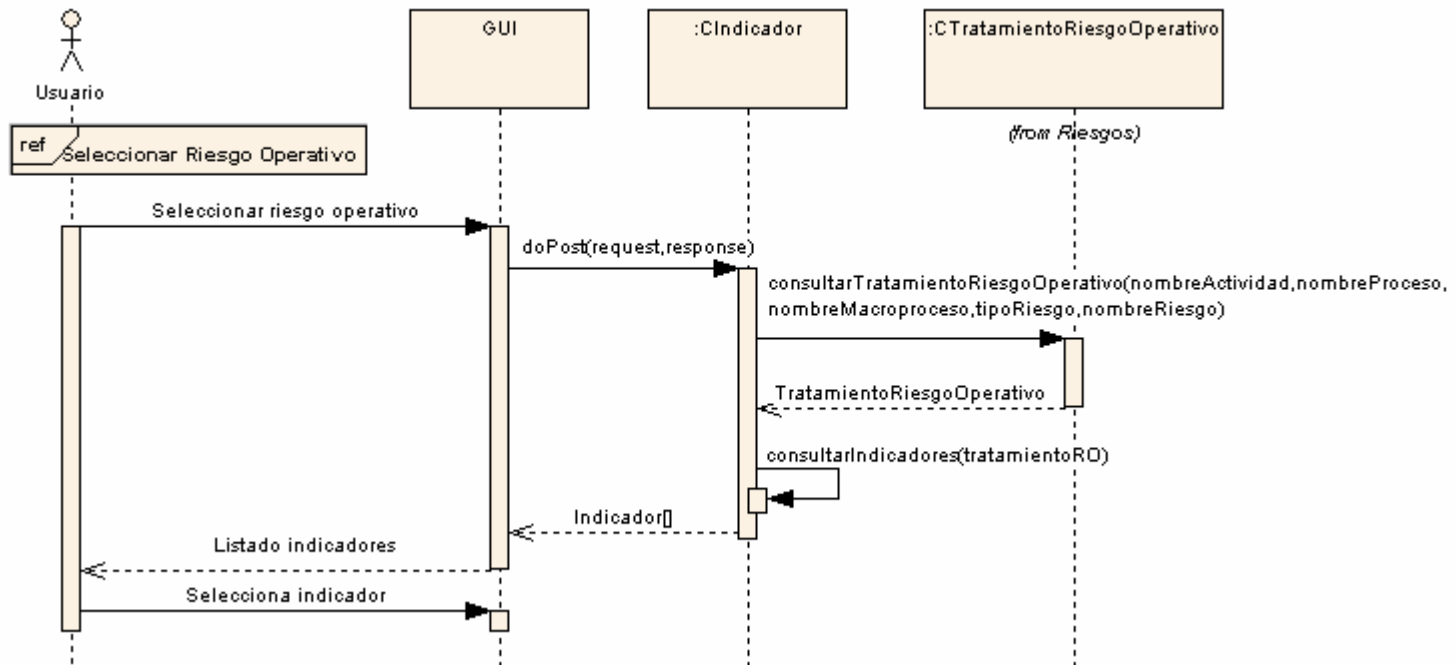 GUI
:CIndicador
:CTratamientoRiesgoOperativo
Usuario
(from Riesgos)
ref
Seleccionar Riesgo Operativo
Seleccionar riesgo operativo
doPost(request,response)
consultarTratamientoRiesgoOperativo(nombreActividad,nombreProceso,
nombreMacroproceso,tipoRiesgo,nombreRiesgo)
TratamientoRiesgoOperativo
consultarIndicadores(tratamientoRO)
Indicador[]
Listado indicadores
Selecciona indicador